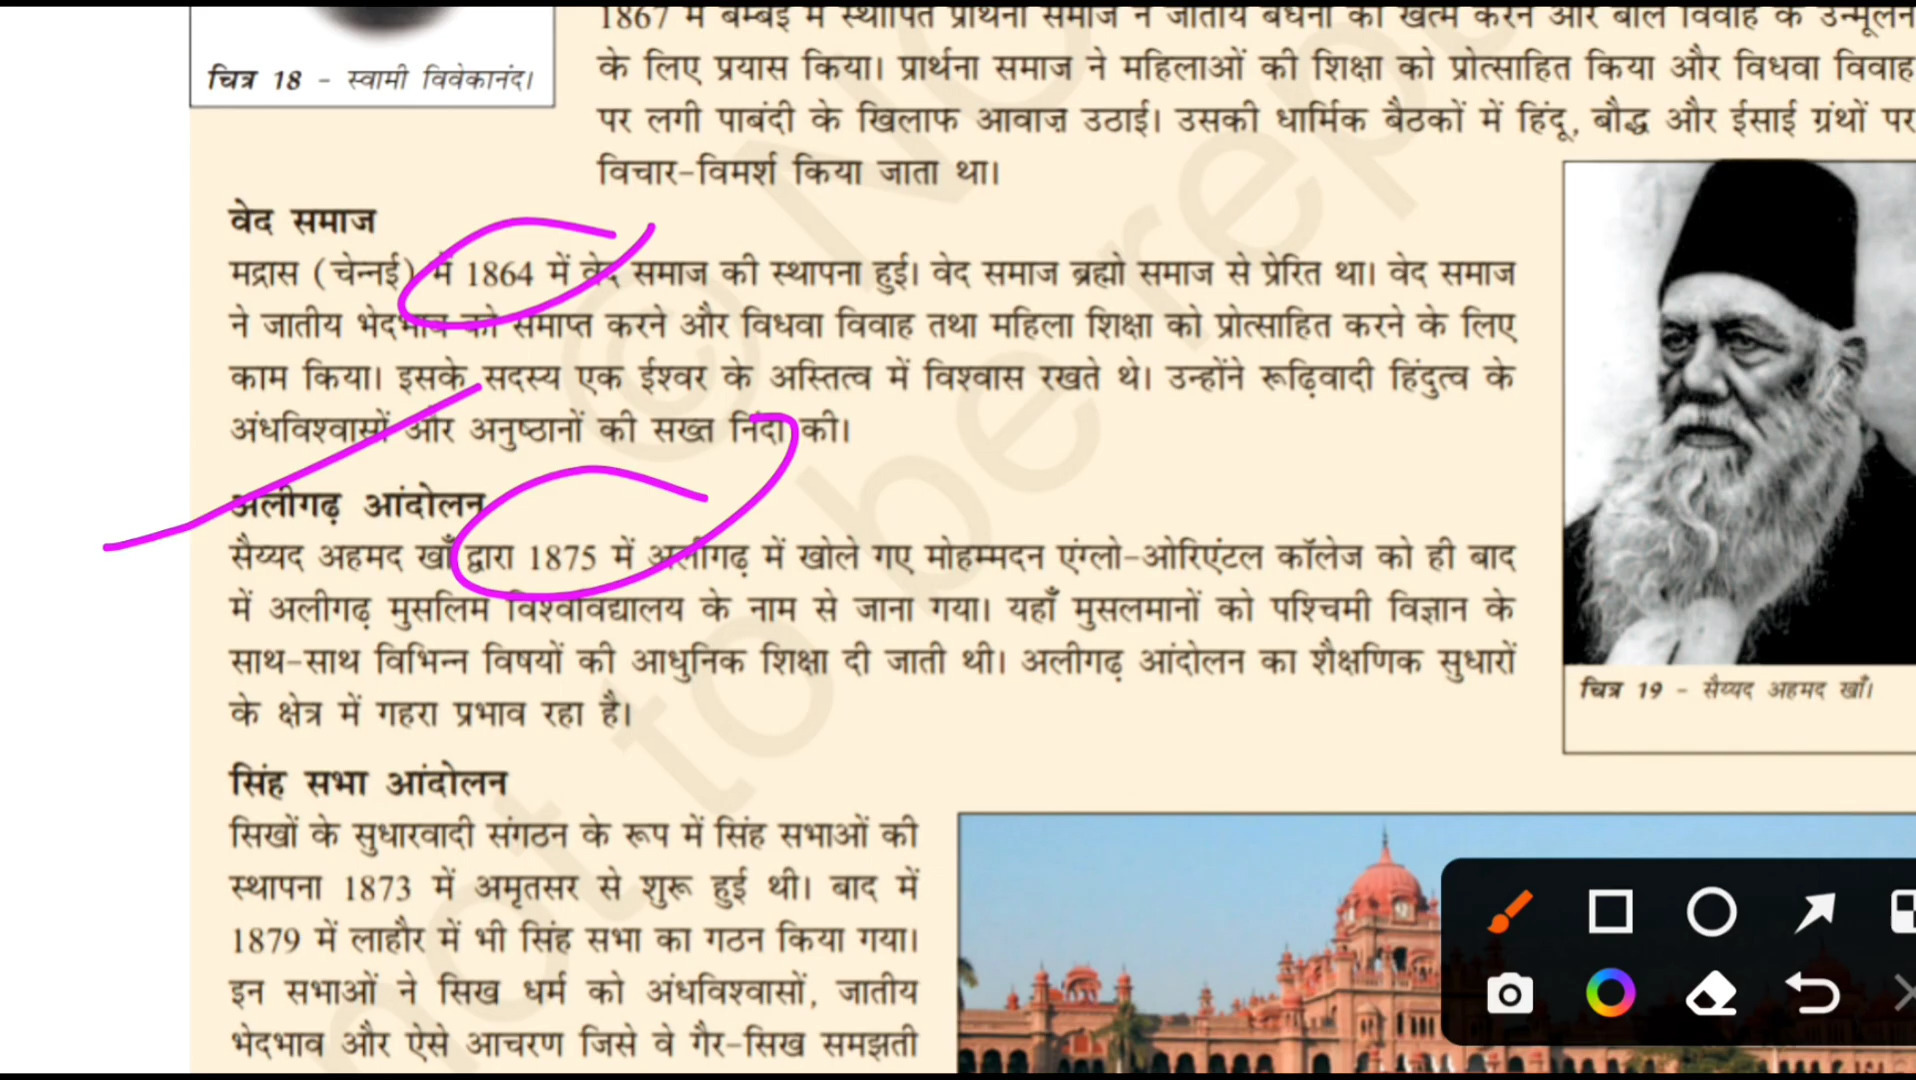 1867 में बम्बई में स्थापित प्रार्थना समाज ने जातीय बंधनों को खत्म करने और बाल विवाह के उन्मूलन
के लिए प्रयास किया। प्रार्थना समाज ने महिलाओं की शिक्षा को प्रोत्साहित किया और विधवा विवाह
पर लगी पाबंदी के खिलाफ आवाज़ उठाई। उसकी धार्मिक बैठकों में हिंदू, बौद्ध और ईसाई ग्रंथों पर
विचार-विमर्श किया जाता था।
चित्र 18 - स्वामी विवेकानंद।
वेद समाज
मद्रास (चेन्नई) में 1864 में वेद समाज की स्थापना हुई। वेद समाज ब्रह्मो समाज से प्रेरित था। वेद समाज
ने जातीय भेदभाव को समाप्त करने और विधवा विवाह तथा महिला शिक्षा को प्रोत्साहित करने के लिए
काम किया। इसके सदस्य एक ईश्वर के अस्तित्व में विश्वास रखते थे। उन्होंने रूढ़िवादी हिंदुत्व के
अंधविश्वासों और अनुष्ठानों की सख्त निंदा की।
अलीगढ़ आंदोलन
सैय्यद अहमद खाँ द्वारा 1875 में अलीगढ़ में खोले गए मोहम्मदन एंग्लो-ओरिएंटल कॉलेज को ही बाद
में अलीगढ़ मुसलिम विश्वविद्यालय के नाम से जाना गया। यहाँ मुसलमानों को पश्चिमी विज्ञान के
साथ-साथ विभिन्न विषयों की आधुनिक शिक्षा दी जाती थी। अलीगढ़ आंदोलन का शैक्षणिक सुधारों
के क्षेत्र में गहरा प्रभाव रहा है।
चित्र 19 - सैय्यद अहमद खाँ।
सिंह सभा आंदोलन
सिखों के सुधारवादी संगठन के रूप में सिंह सभाओं की
स्थापना 1873 में अमृतसर से शुरू हुई थी। बाद में
1879 में लाहौर में भी सिंह सभा का गठन किया गया।
इन सभाओं ने सिख धर्म को अंधविश्वासों, जातीय
भेदभाव और ऐसे आचरण जिसे वे गैर-सिख समझती
not to be rep